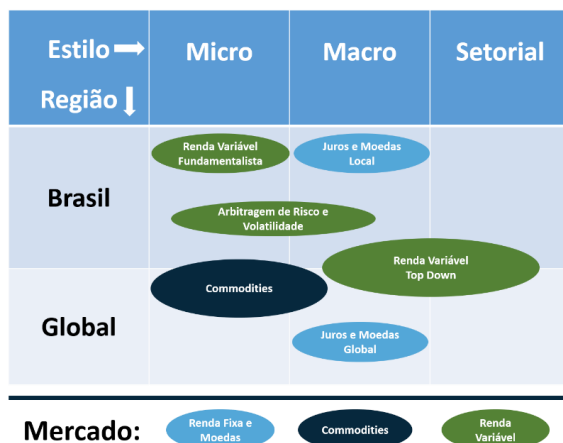 Estilo
Micro
Macro
Setorial
Região
Brasil
Renda Variável
Fundamentalista
Juros e Moedas
Local
Arbitragem de Risco e
Volatilidade
Renda Variável
Top Down
Global
Commodities
Juros e Moedas
Global
Mercado:
Renda Fixa e
Moedas
Commodities
Renda
Variável